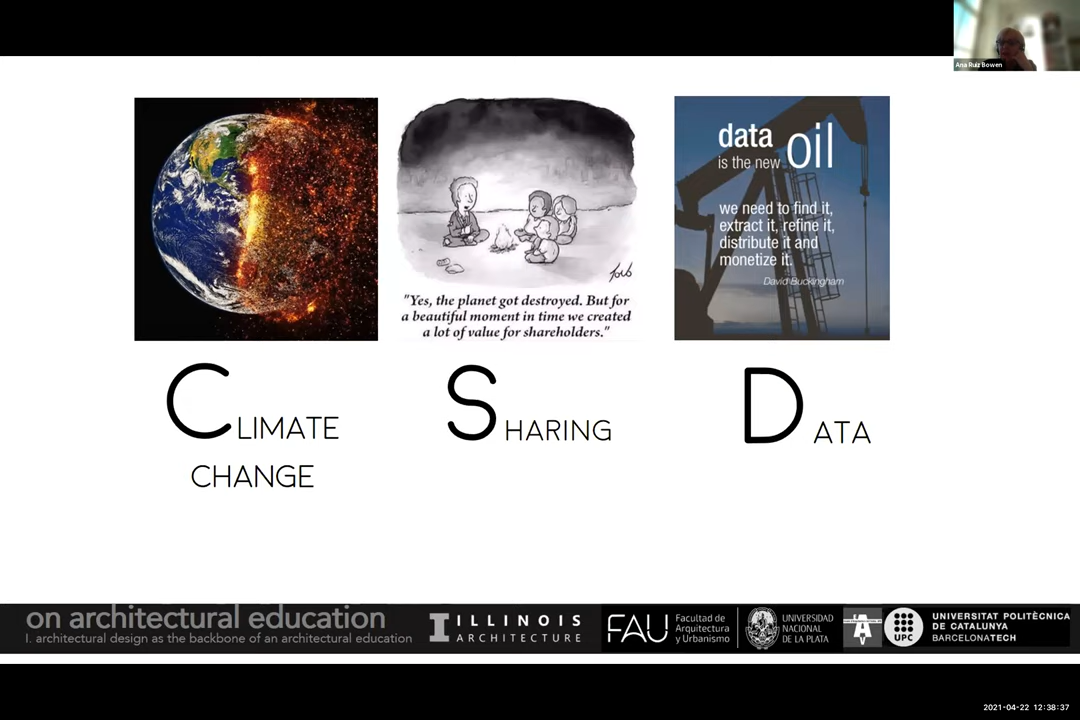 Ana Ruiz Bowen
data
is the new oil
we need to find it,
extract it, refine it,
distribute it and
monetize it.
David Buckingham
"Yes, the planet got destroyed. But for
a beautiful moment in time we created
a lot of value for shareholders."
CLIMATE
CHANGE
SHARING
DATA
on architectural education
I. architectural design as the backbone of an architectural education
I ILLINOIS
ARCHITECTURE
FAU
Facultad de
Arquitectura
y Urbanismo
UNIVERSIDAD
NACIONAL
DE LA PLATA
UPC
UNIVERSITAT POLITÈCNICA
DE CATALUNYA
BARCELONATECH
2021-04-22 12:38:37